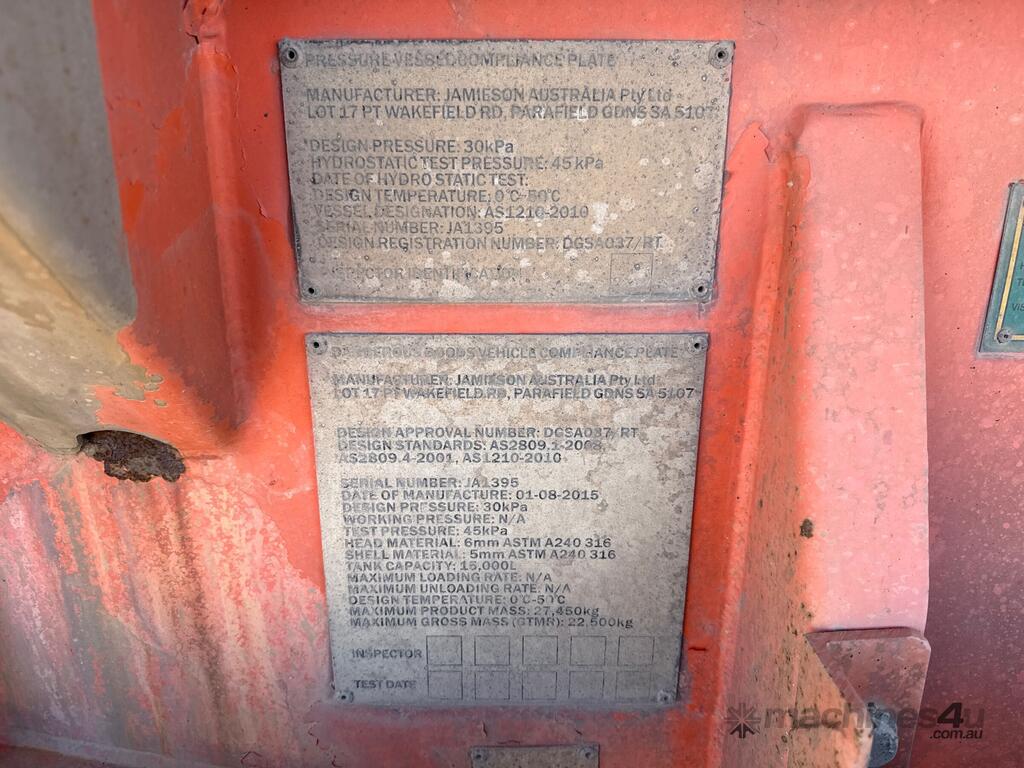 PRESSURE VESSEL COMPLIANCE PLATE
MANUFACTURER: JAMIESON AUSTRALIA Pty Ltd
LOT 17 PT WAKEFIELD RD, PARAFIELD GDNS SA 5107
DESIGN PRESSURE: 30kPa
HYDROSTATIC TEST PRESSURE: 45 kPa
DATE OF HYDRO STATIC TEST:
DESIGN TEMPERATURE: 0°C-50°C
VESSEL DESIGNATION: AS1210-2010
SERIAL NUMBER: JA1395
DESIGN REGISTRATION NUMBER: DGSA037/RT
INSPECTOR IDENTIFICATION
DANGEROUS GOODS VEHICLE COMPLIANCE PLATE
MANUFACTURER: JAMIESON AUSTRALIA Pty Ltd
LOT 17 PT WAKEFIELD RD, PARAFIELD GDNS SA 5107
DESIGN APPROVAL NUMBER: DGSA037/RT
DESIGN STANDARDS: AS2809.1-2008,
AS2809.4-2001, AS1210-2010
SERIAL NUMBER: JA1395
DATE OF MANUFACTURE: 01-08-2015
DESIGN PRESSURE: 30kPa
WORKING PRESSURE: N/A
TEST PRESSURE: 45kPa
HEAD MATERIAL: 6mm ASTM A240 316
SHELL MATERIAL: 5mm ASTM A240 316
TANK CAPACITY: 15,000L
MAXIMUM LOADING RATE: N/A
MAXIMUM UNLOADING RATE: N/A
DESIGN TEMPERATURE: 0°C-50°C
MAXIMUM PRODUCT MASS: 27,450kg
MAXIMUM GROSS MASS (GTMR): 22,500kg
INSPECTOR
TEST DATE
machines4u
.com.au